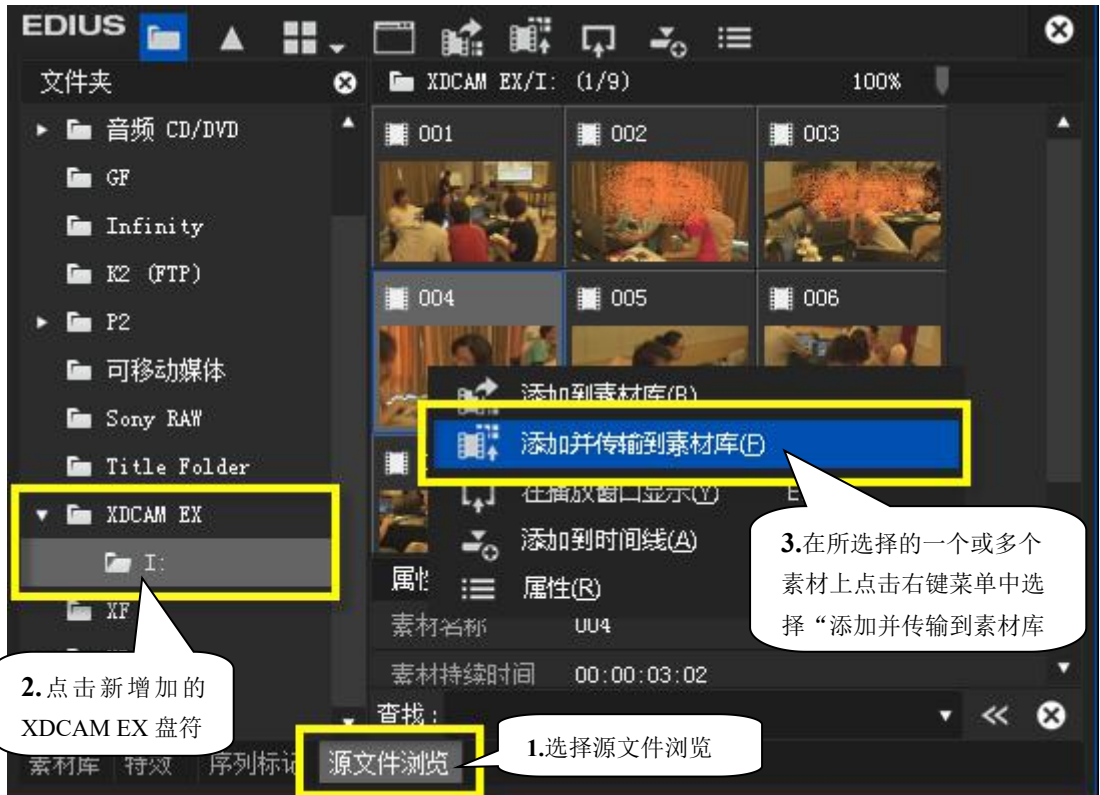 EDIUS
文件夹
XDCAM EX/I: (1/9) 100%
音频 CD/DVD
GF
Infinity
K2 (FTP)
P2
可移动媒体
Sony RAW
Title Folder
XDCAM EX
I:
XF
001 002 003
004 005 006
添加到素材库(B)
添加并传输到素材库(F)
在播放窗口显示(Y)
添加到时间线(A)
属性(R)
素材名称 004
素材持续时间 00:00:03:02
查找:
素材库 特效 序列标记 源文件浏览
1.选择源文件浏览
2.点击新增加的
XDCAM EX 盘符
3.在所选择的一个或多个
素材上点击右键菜单中选
择“添加并传输到素材库